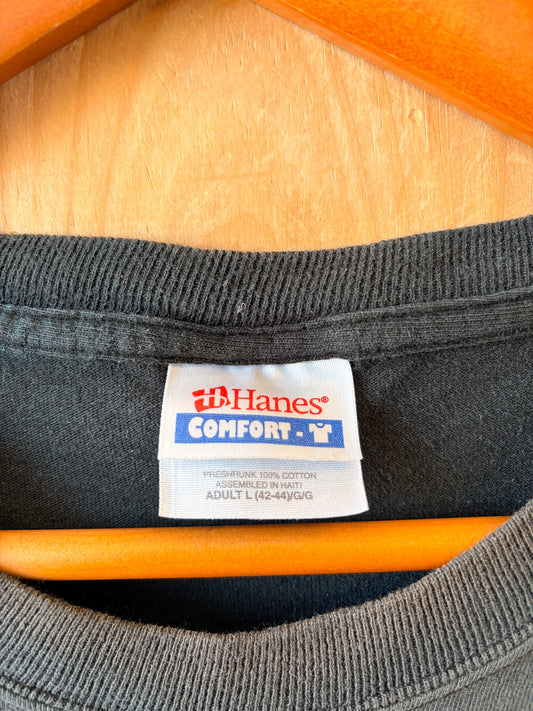 Hanes®
COMFORT-
PRESHRUNK 100% COTTON
ASSEMBLED IN HAITI
ADULT L (42-44)/G/G